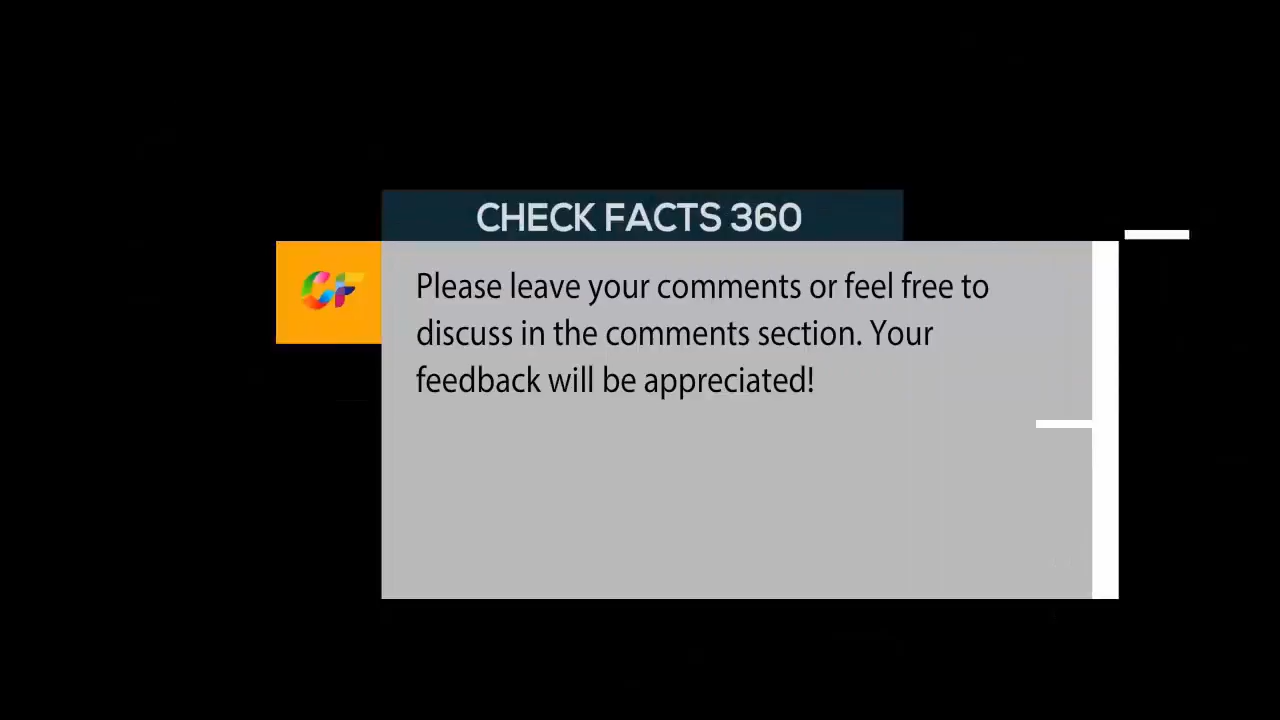 CHECK FACTS 360
CF
Please leave your comments or feel free to
discuss in the comments section. Your
feedback will be appreciated!